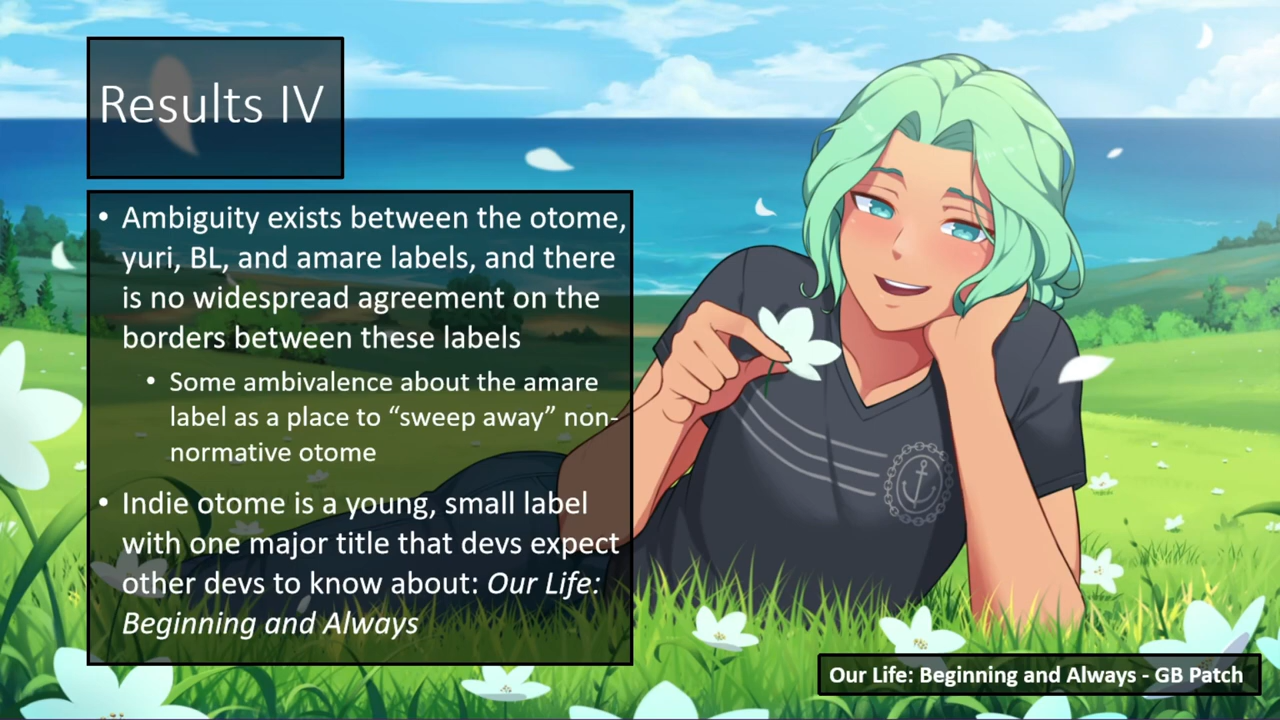 Results IV
• Ambiguity exists between the otome,
yuri, BL, and amare labels, and there
is no widespread agreement on the
borders between these labels
• Some ambivalence about the amare
label as a place to “sweep away” non-
normative otome
• Indie otome is a young, small label
with one major title that devs expect
other devs to know about: Our Life:
Beginning and Always
Our Life: Beginning and Always - GB Patch